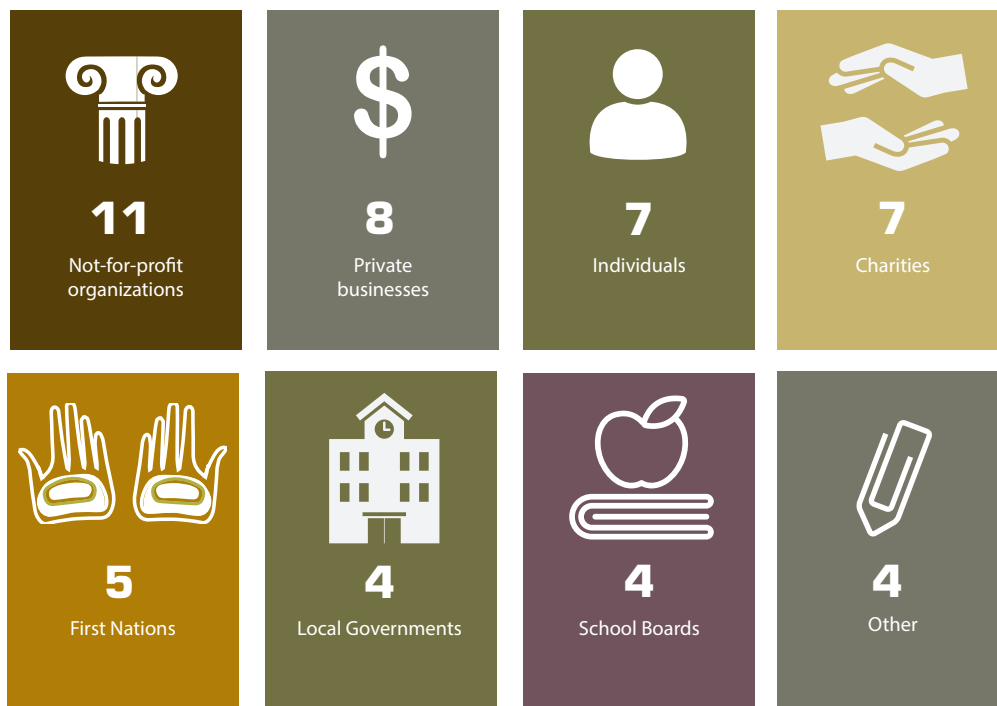 11
Not-for-profit
organizations
8
Private
businesses
7
Individuals
7
Charities
5
First Nations
4
Local Governments
4
School Boards
4
Other